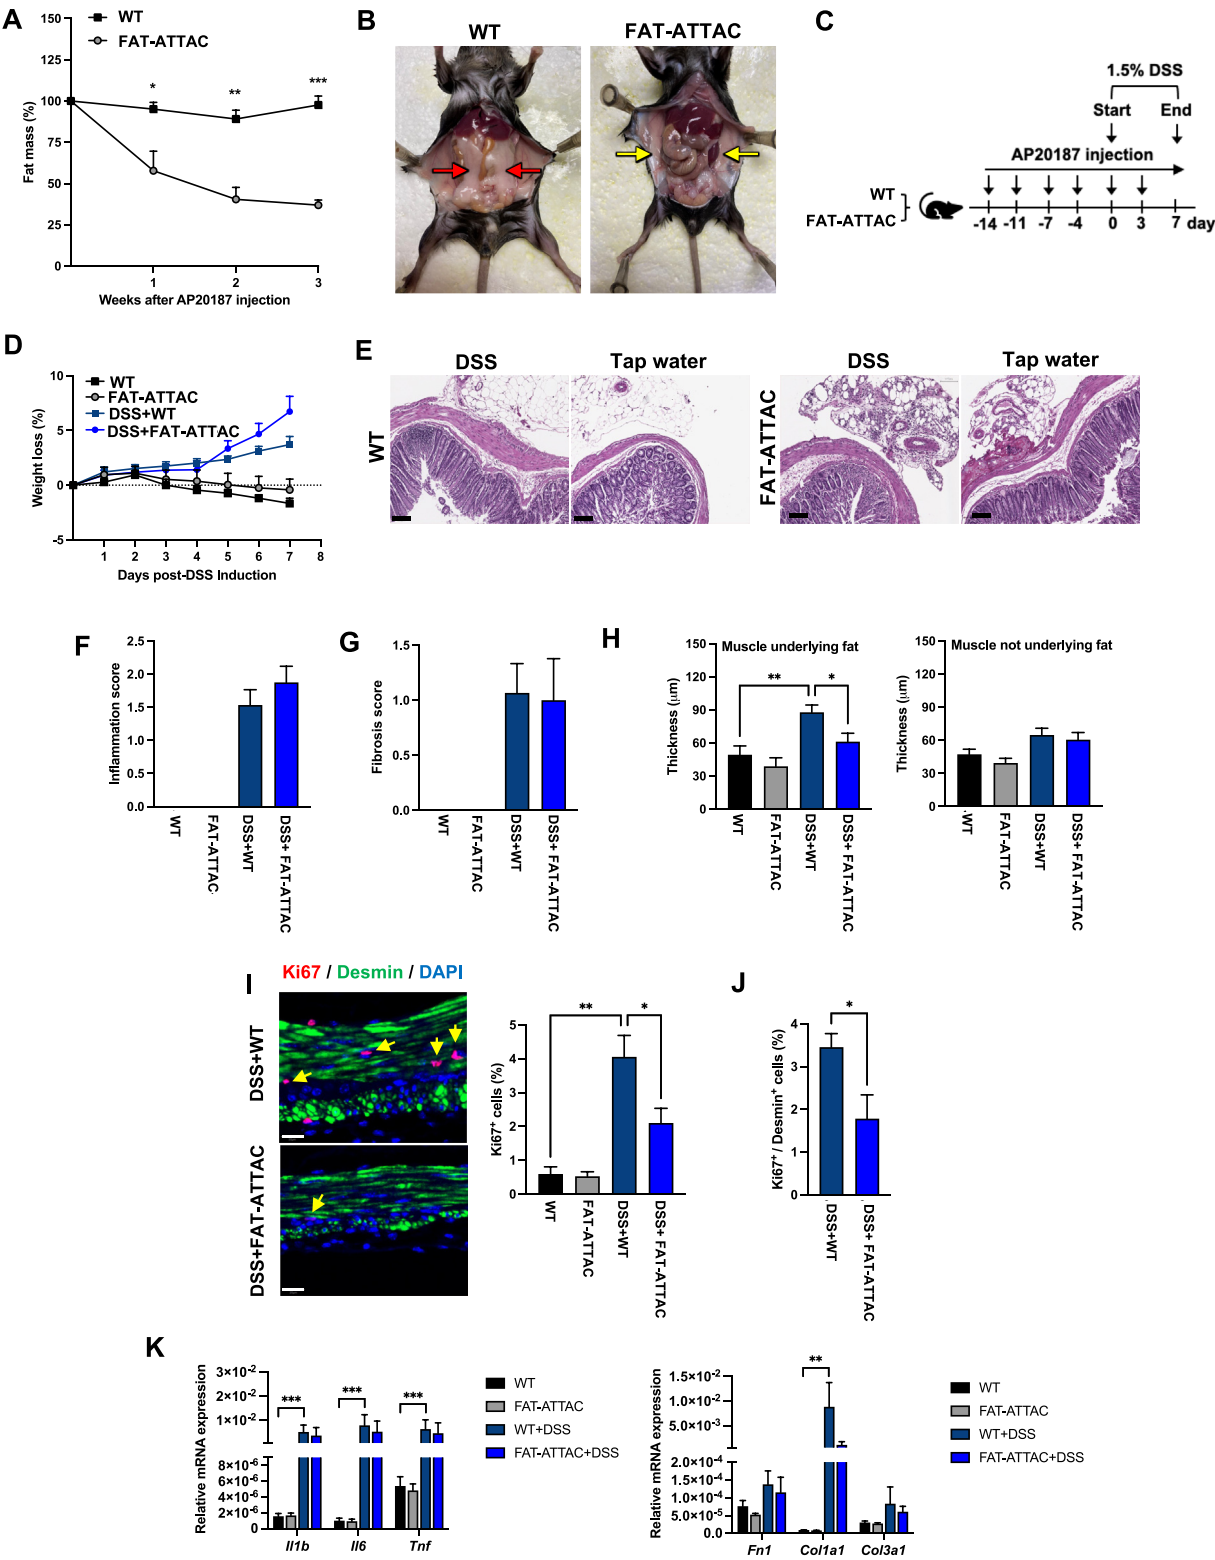 A
150
125
100
75
50
25
0
Fat mass (%)
WT
FAT-ATTAC
*
**
***
1
2
3
Weeks after AP20187 injection
B
WT
FAT-ATTAC
C
1.5% DSS
Start
End
AP20187 injection
WT
FAT-ATTAC
-14
-11
-7
-4
0
3
7
day
D
10
5
0
-5
Weight loss (%)
WT
FAT-ATTAC
DSS+WT
DSS+FAT-ATTAC
1
2
3
4
5
6
7
8
Days post-DSS Induction
E
DSS
Tap water
DSS
Tap water
WT
FAT-ATTAC
F
2.5
2.0
1.5
1.0
0.5
0.0
Inflammation score
WT
FAT-ATTAC
DSS+WT
DSS+ FAT-ATTAC
G
1.5
1.0
0.5
0.0
Fibrosis score
WT
FAT-ATTAC
DSS+WT
DSS+ FAT-ATTAC
H
Muscle underlying fat
150
120
90
60
30
0
Thickness (μm)
**
*
WT
FAT-ATTAC
DSS+WT
DSS+ FAT-ATTAC
Muscle not underlying fat
150
120
90
60
30
0
Thickness (μm)
WT
FAT-ATTAC
DSS+WT
DSS+ FAT-ATTAC
I
Ki67 / Desmin / DAPI
DSS+WT
DSS+FAT-ATTAC
5
4
3
2
1
0
Ki67⁺ cells (%)
**
*
WT
FAT-ATTAC
DSS+WT
DSS+ FAT-ATTAC
J
4
3
2
1
0
Ki67⁺ / Desmin⁺ cells (%)
*
DSS+WT
DSS+ FAT-ATTAC
K
3×10⁻²
2×10⁻²
1×10⁻²
0
8×10⁻⁶
6×10⁻⁶
4×10⁻⁶
2×10⁻⁶
0
Relative mRNA expression
***
***
***
Il1b
Il6
Tnf
WT
FAT-ATTAC
WT+DSS
FAT-ATTAC+DSS
1.5×10⁻²
1.0×10⁻²
5.0×10⁻³
2.0×10⁻⁴
1.5×10⁻⁴
1.0×10⁻⁴
5.0×10⁻⁵
0.0
Relative mRNA expression
**
Fn1
Col1a1
Col3a1
WT
FAT-ATTAC
WT+DSS
FAT-ATTAC+DSS